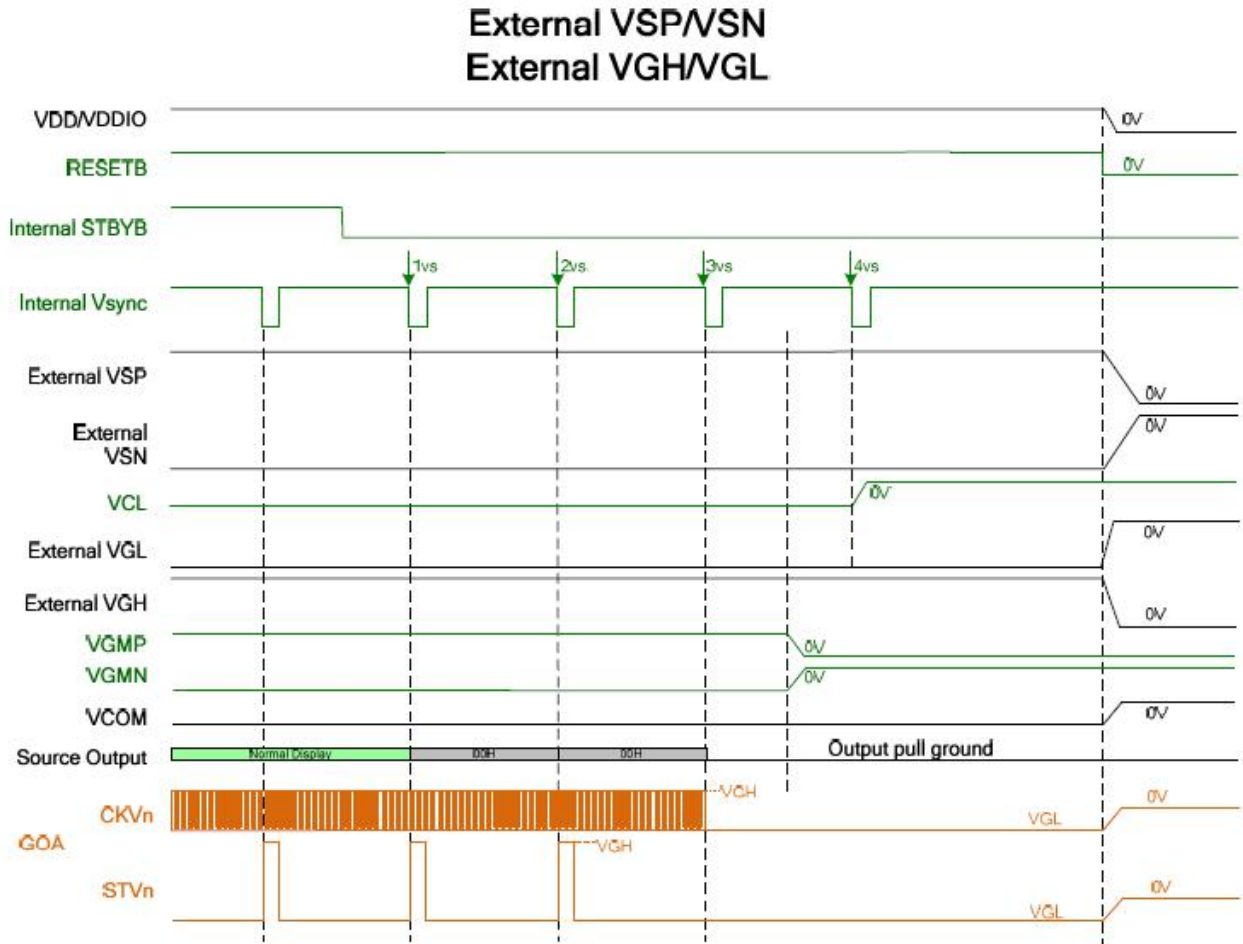 External VSP/VSN
External VGH/VGL
VDD/VDDIO
0V
RESETB
0V
Internal STBYB
1vs
2vs
3vs
4vs
Internal Vsync
External VSP
0V
External
VSN
0V
VCL
0V
External VGL
0V
External VGH
0V
VGMP
0V
VGMN
0V
VCOM
0V
Source Output
Normal Display
00H
00H
Output pull ground
CKVn
VGH
VGL
0V
GOA
VGH
STVn
VGL
0V